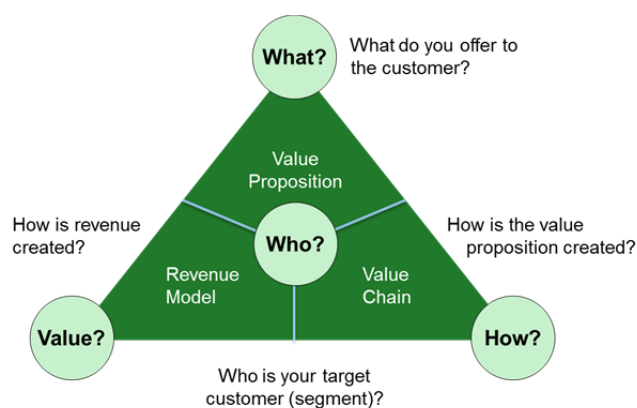 What?
What do you offer to
the customer?
Value
Proposition
How is revenue
created?
Who?
How is the value
proposition created?
Revenue
Model
Value
Chain
Value?
How?
Who is your target
customer (segment)?